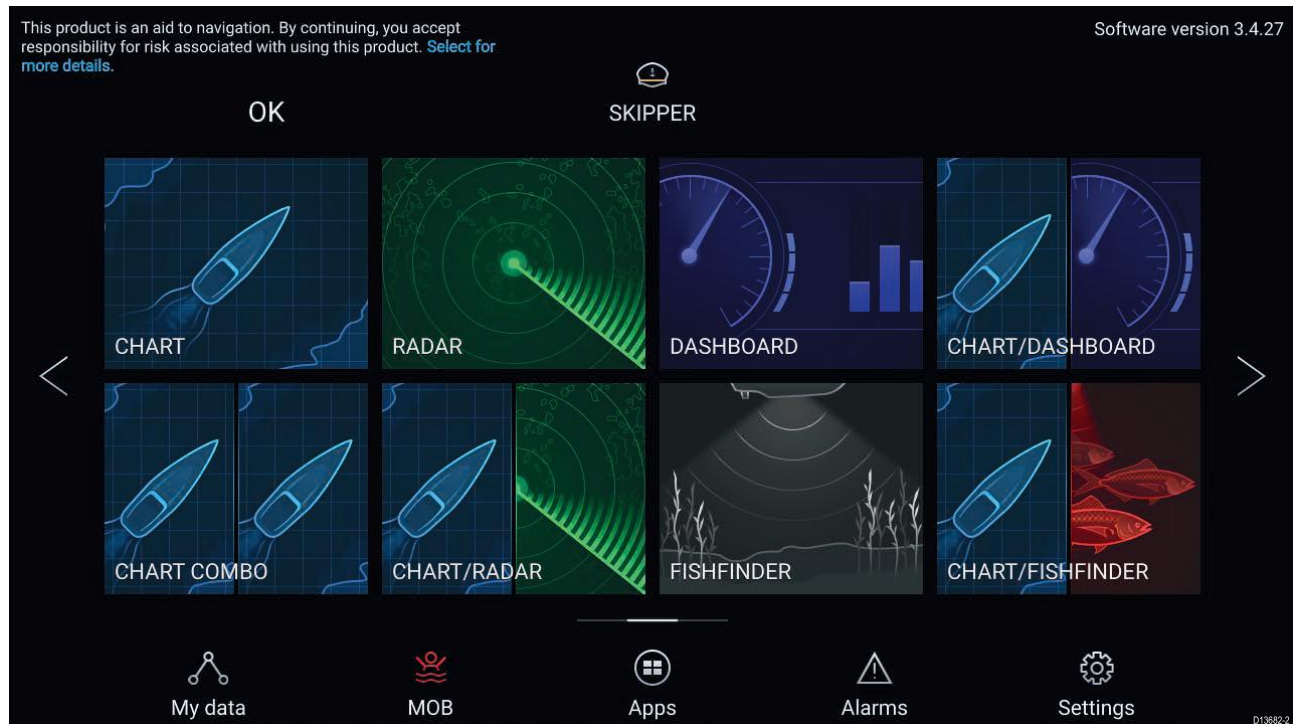 This product is an aid to navigation. By continuing, you accept
responsibility for risk associated with using this product. Select for
more details.
Software version 3.4.27
OK
SKIPPER
CHART
RADAR
DASHBOARD
CHART/DASHBOARD
CHART COMBO
CHART/RADAR
FISHFINDER
CHART/FISHFINDER
My data
MOB
Apps
Alarms
Settings
D13682-2